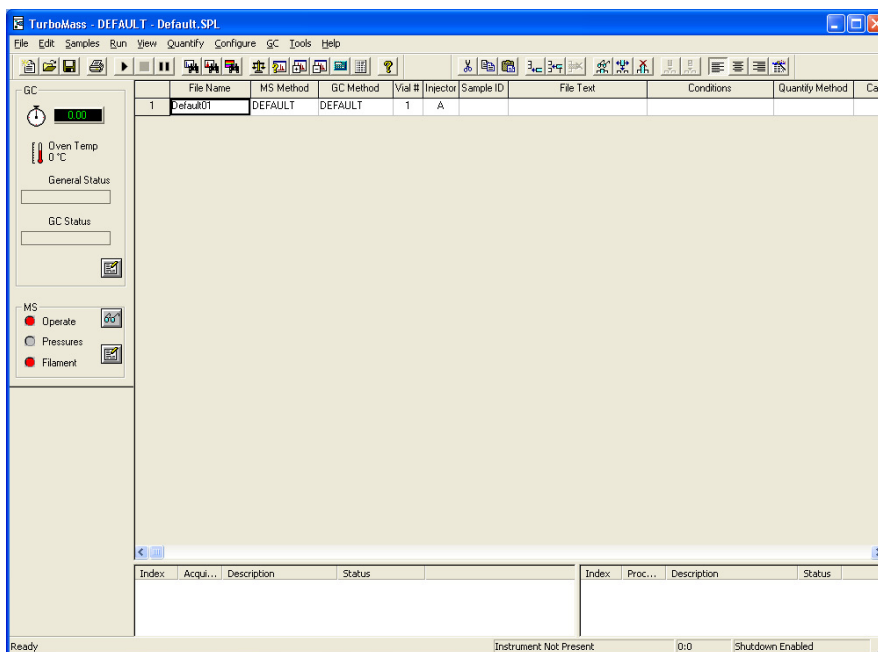 TurboMass - DEFAULT - Default.SPL
File Edit Samples Run View Quantify Configure GC Tools Help
GC
0.00
Oven Temp
0 °C
General Status
GC Status
MS
Operate
Pressures
Filament
File Name MS Method GC Method Vial # Injector Sample ID File Text Conditions Quantify Method Ca
1 Default01 DEFAULT DEFAULT 1 A
Index Acqui... Description Status
Index Proc... Description Status
Ready Instrument Not Present 0:0 Shutdown Enabled